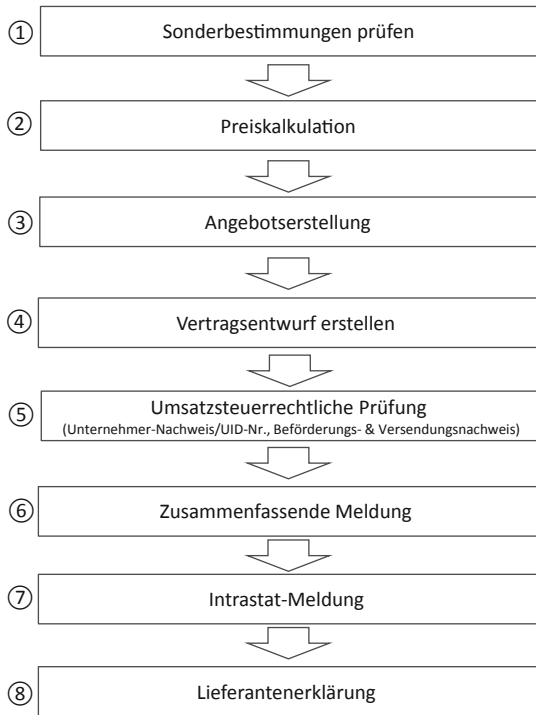 ① Sonderbestimmungen prüfen
② Preiskalkulation
③ Angebotserstellung
④ Vertragsentwurf erstellen
⑤ Umsatzsteuerrechtliche Prüfung
(Unternehmer-Nachweis/UID-Nr., Beförderungs- & Versendungsnachweis)
⑥ Zusammenfassende Meldung
⑦ Intrastat-Meldung
⑧ Lieferantenerklärung